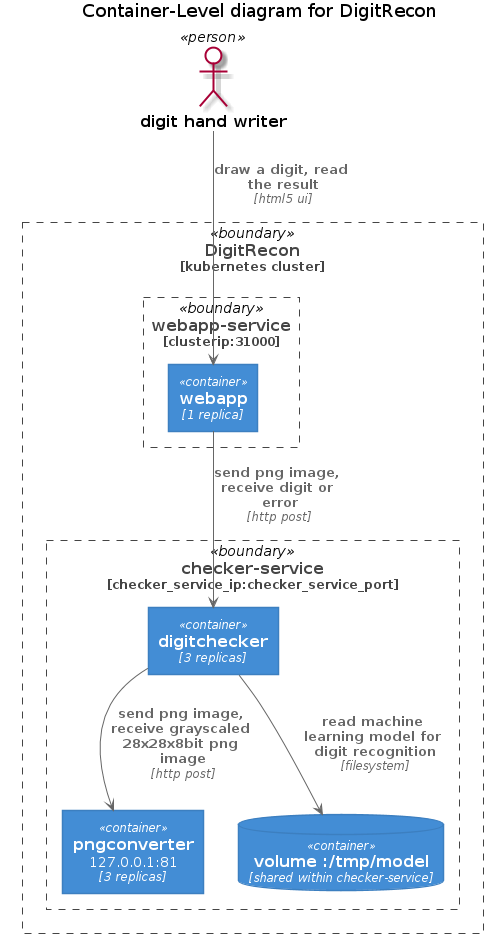 Container-Level diagram for DigitRecon
«person»
digit hand writer
draw a digit, read
the result
[html5 ui]
«boundary»
DigitRecon
[kubernetes cluster]
«boundary»
webapp-service
[clusterip:31000]
«container»
webapp
[1 replica]
send png image,
receive digit or
error
[http post]
«boundary»
checker-service
[checker_service_ip:checker_service_port]
«container»
digitchecker
[3 replicas]
send png image,
receive grayscaled
28x28x8bit png
image
[http post]
read machine
learning model for
digit recognition
[filesystem]
«container»
pngconverter
127.0.0.1:81
[3 replicas]
«container»
volume :/tmp/model
[shared within checker-service]